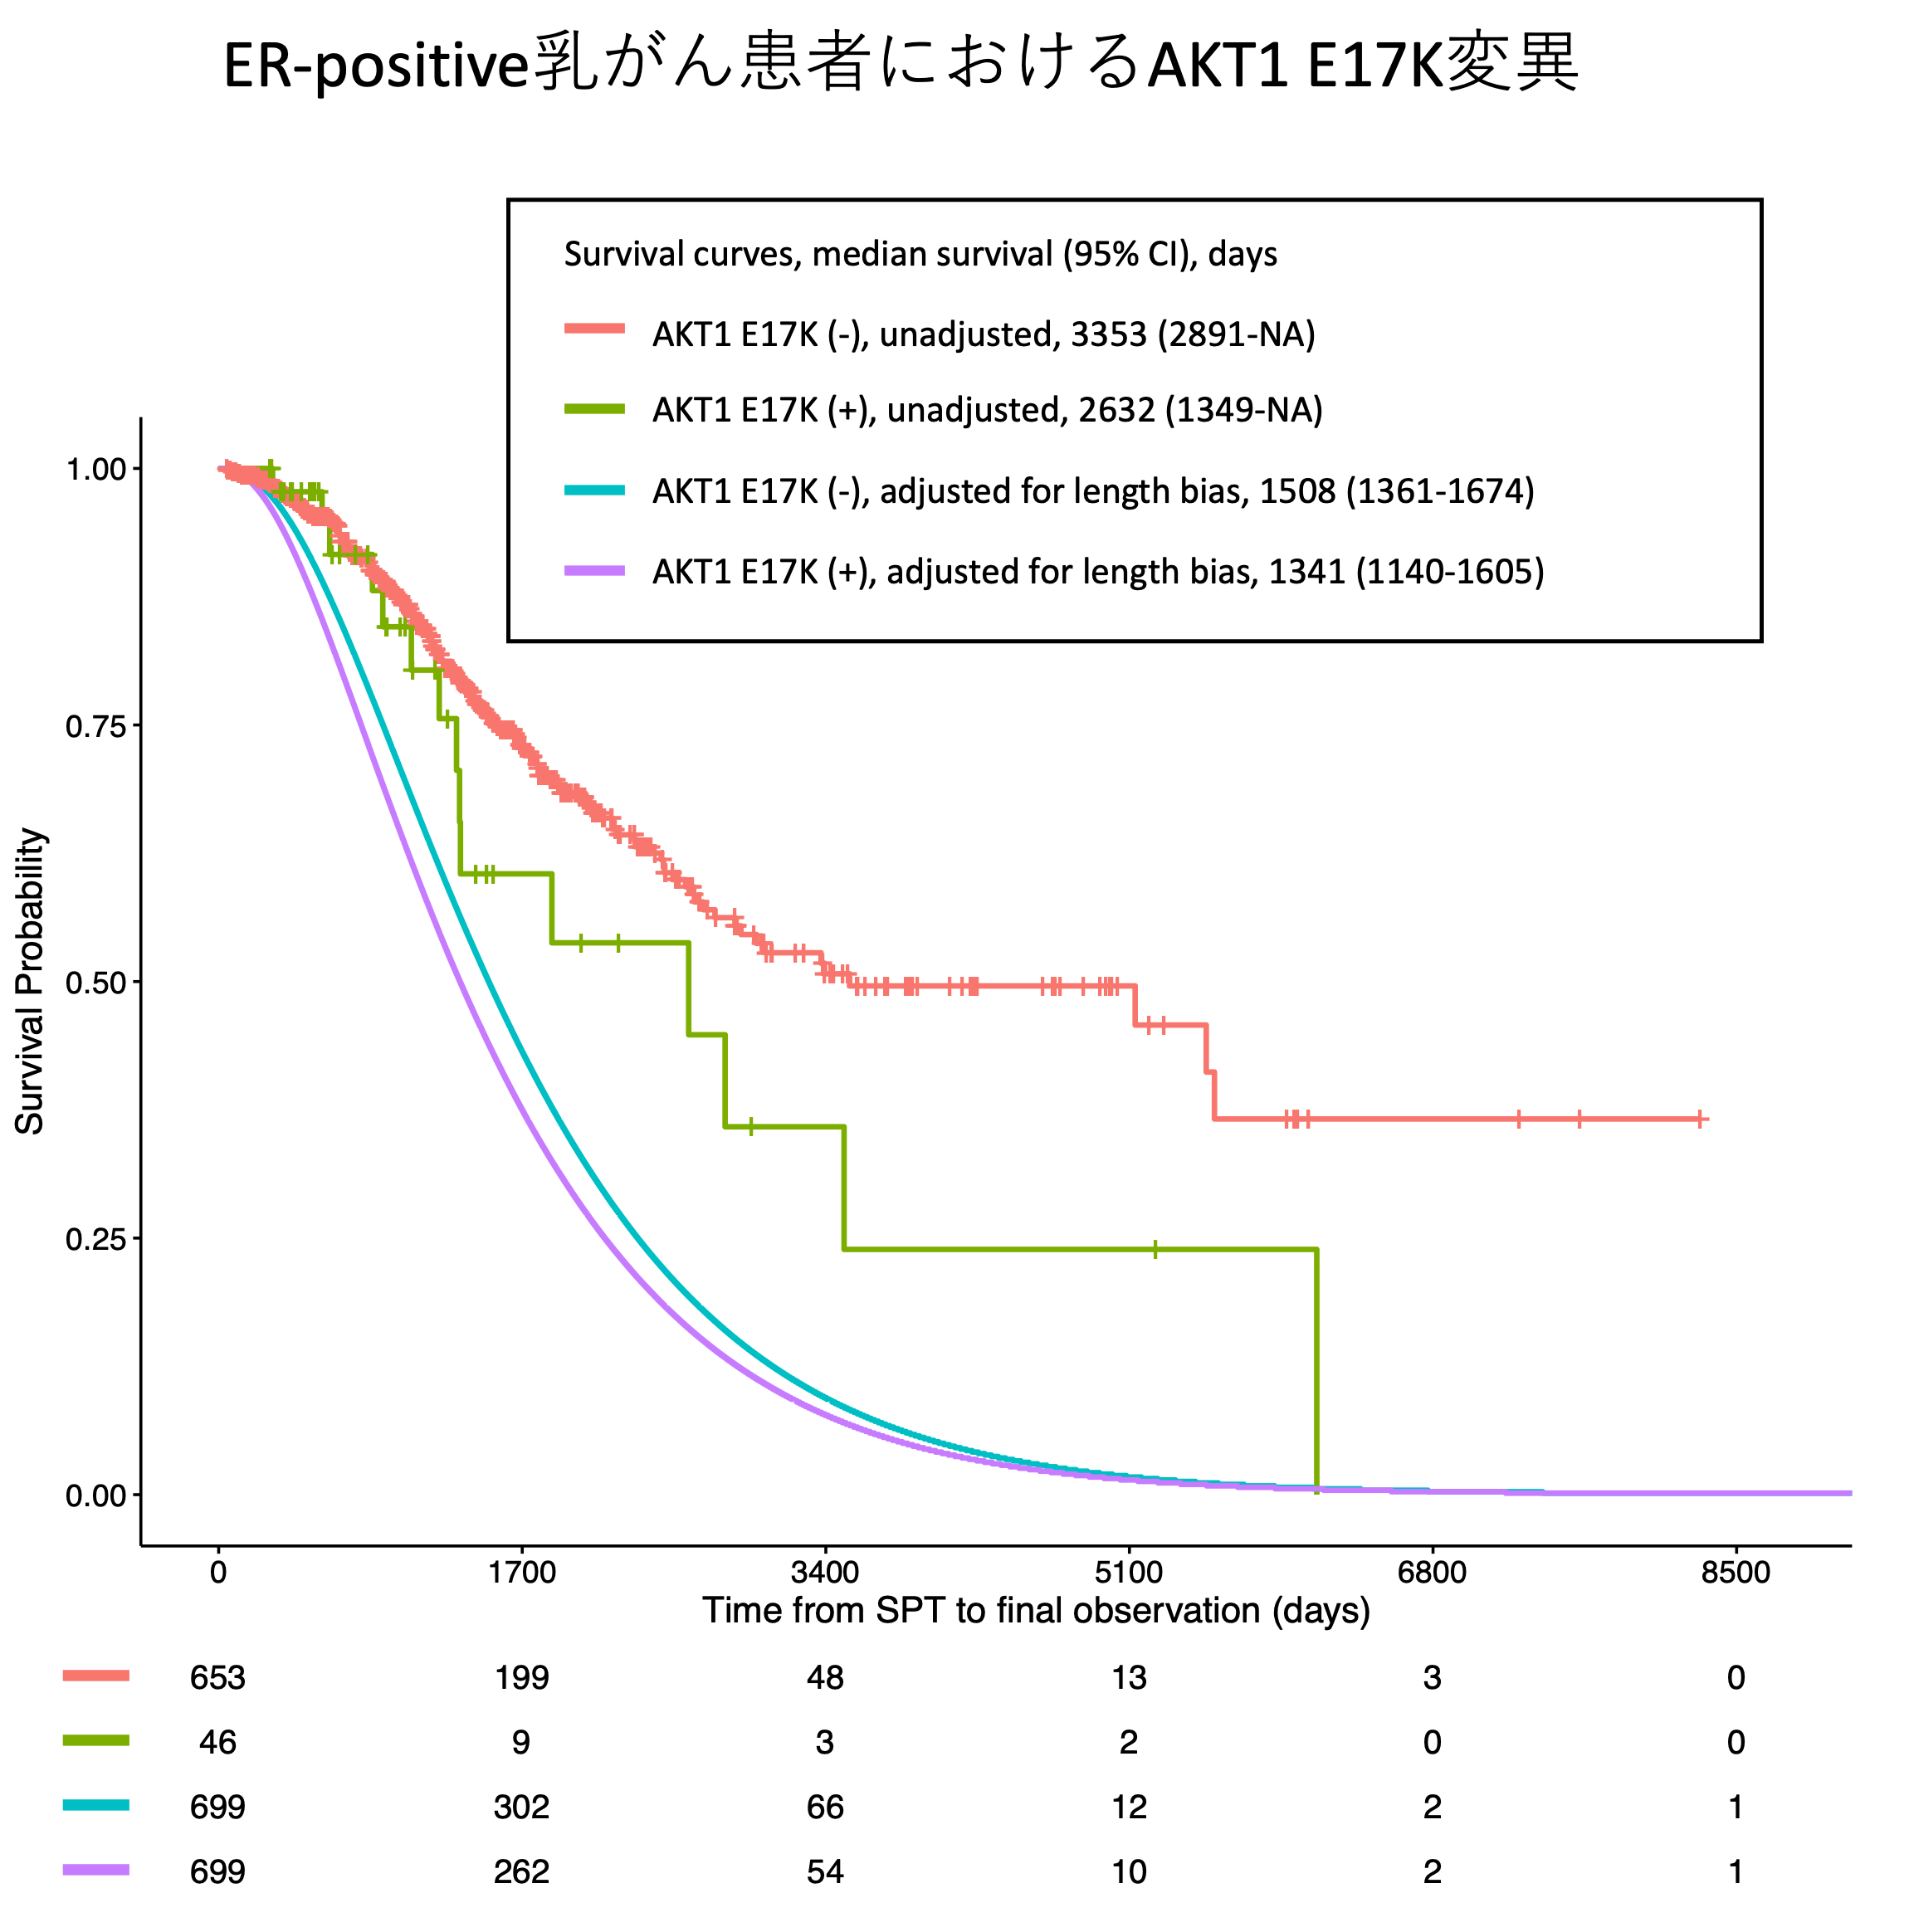 ER-positive乳がん患者におけるAKT1 E17K変異
Survival curves, median survival (95% CI), days
AKT1 E17K (-), unadjusted, 3353 (2891-NA)
AKT1 E17K (+), unadjusted, 2632 (1349-NA)
AKT1 E17K (-), adjusted for length bias, 1508 (1361-1674)
AKT1 E17K (+), adjusted for length bias, 1341 (1140-1605)
Survival Probability
1.00
0.75
0.50
0.25
0.00
0 1700 3400 5100 6800 8500
Time from SPT to final observation (days)
653 199 48 13 3 0
46 9 3 2 0 0
699 302 66 12 2 1
699 262 54 10 2 1